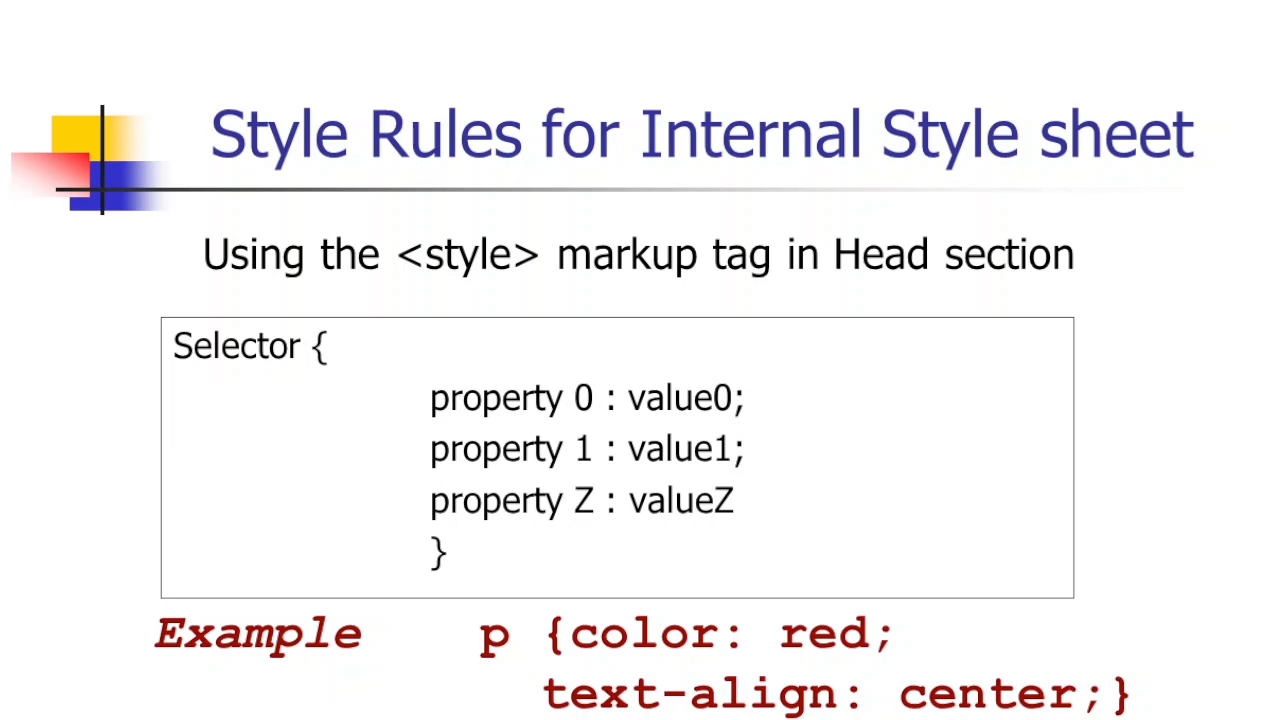 Style Rules for Internal Style sheet
Using the <style> markup tag in Head section
Selector {
property 0 : value0;
property 1 : value1;
property Z : valueZ
}
Example p {color: red;
text-align: center;}